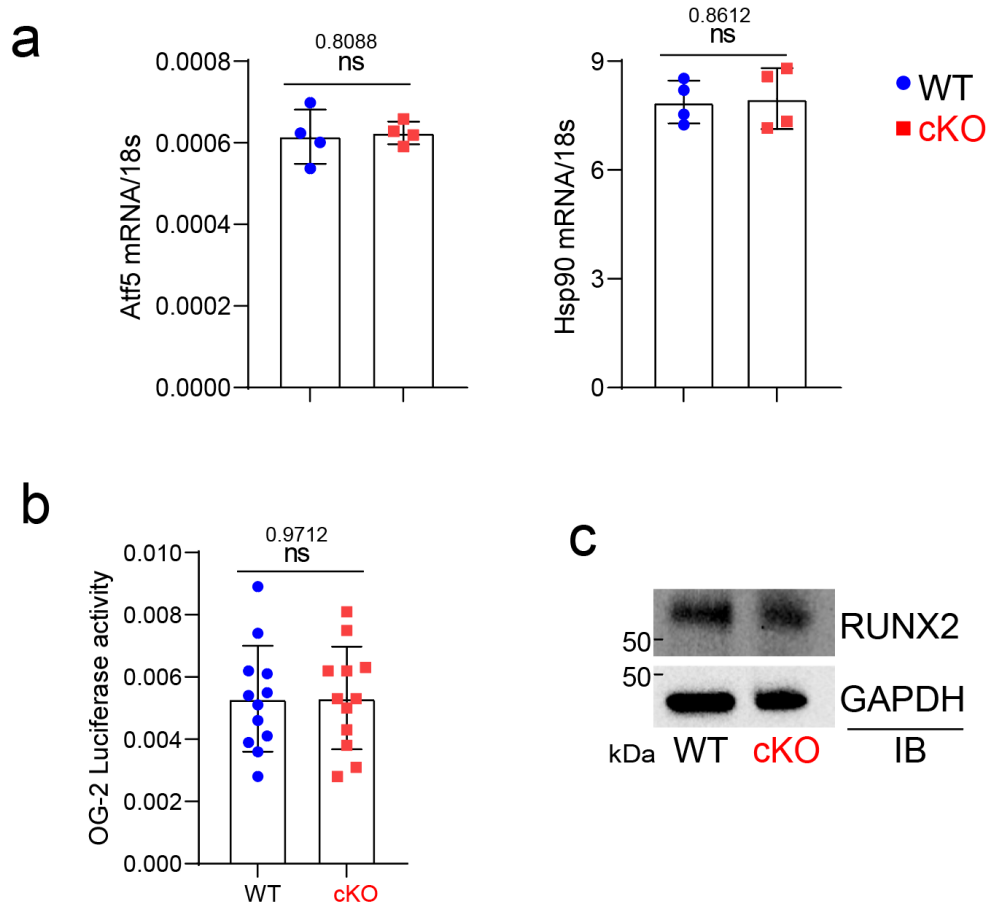 a
0.8088
ns
0.0008
0.0006
0.0004
0.0002
0.0000
Atf5 mRNA/18s
0.8612
ns
9
6
3
0
Hsp90 mRNA/18s
WT
cKO
b
0.9712
ns
0.010
0.008
0.006
0.004
0.002
0.000
OG-2 Luciferase activity
WT cKO
c
50
RUNX2
50
GAPDH
kDa WT cKO IB